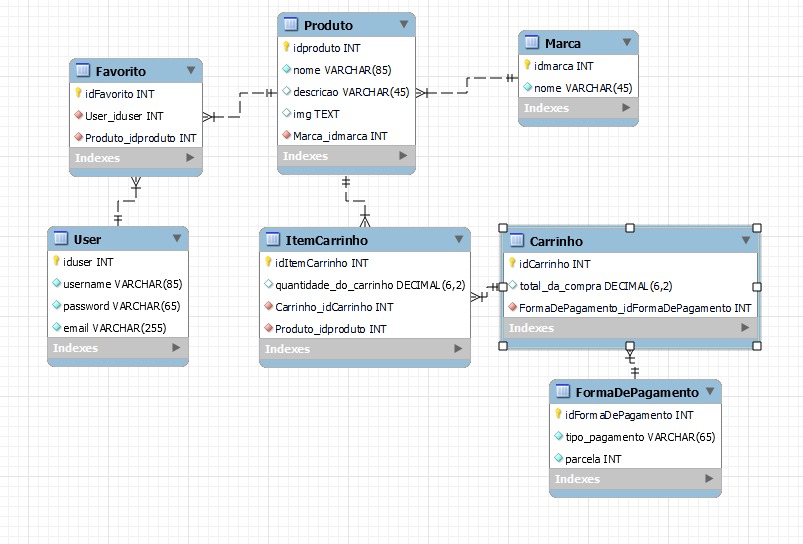 Produto
idproduto INT
nome VARCHAR(85)
descricao VARCHAR(45)
img TEXT
Marca_idmarca INT
Indexes
Marca
idmarca INT
nome VARCHAR(45)
Indexes
Favorito
idFavorito INT
User_iduser INT
Produto_idproduto INT
Indexes
User
iduser INT
username VARCHAR(85)
password VARCHAR(65)
email VARCHAR(255)
Indexes
ItemCarrinho
idItemCarrinho INT
quantidade_do_carrinho DECIMAL(6,2)
Carrinho_idCarrinho INT
Produto_idproduto INT
Indexes
Carrinho
idCarrinho INT
total_da_compra DECIMAL(6,2)
FormaDePagamento_idFormaDePagamento INT
Indexes
FormaDePagamento
idFormaDePagamento INT
tipo_pagamento VARCHAR(65)
parcela INT
Indexes